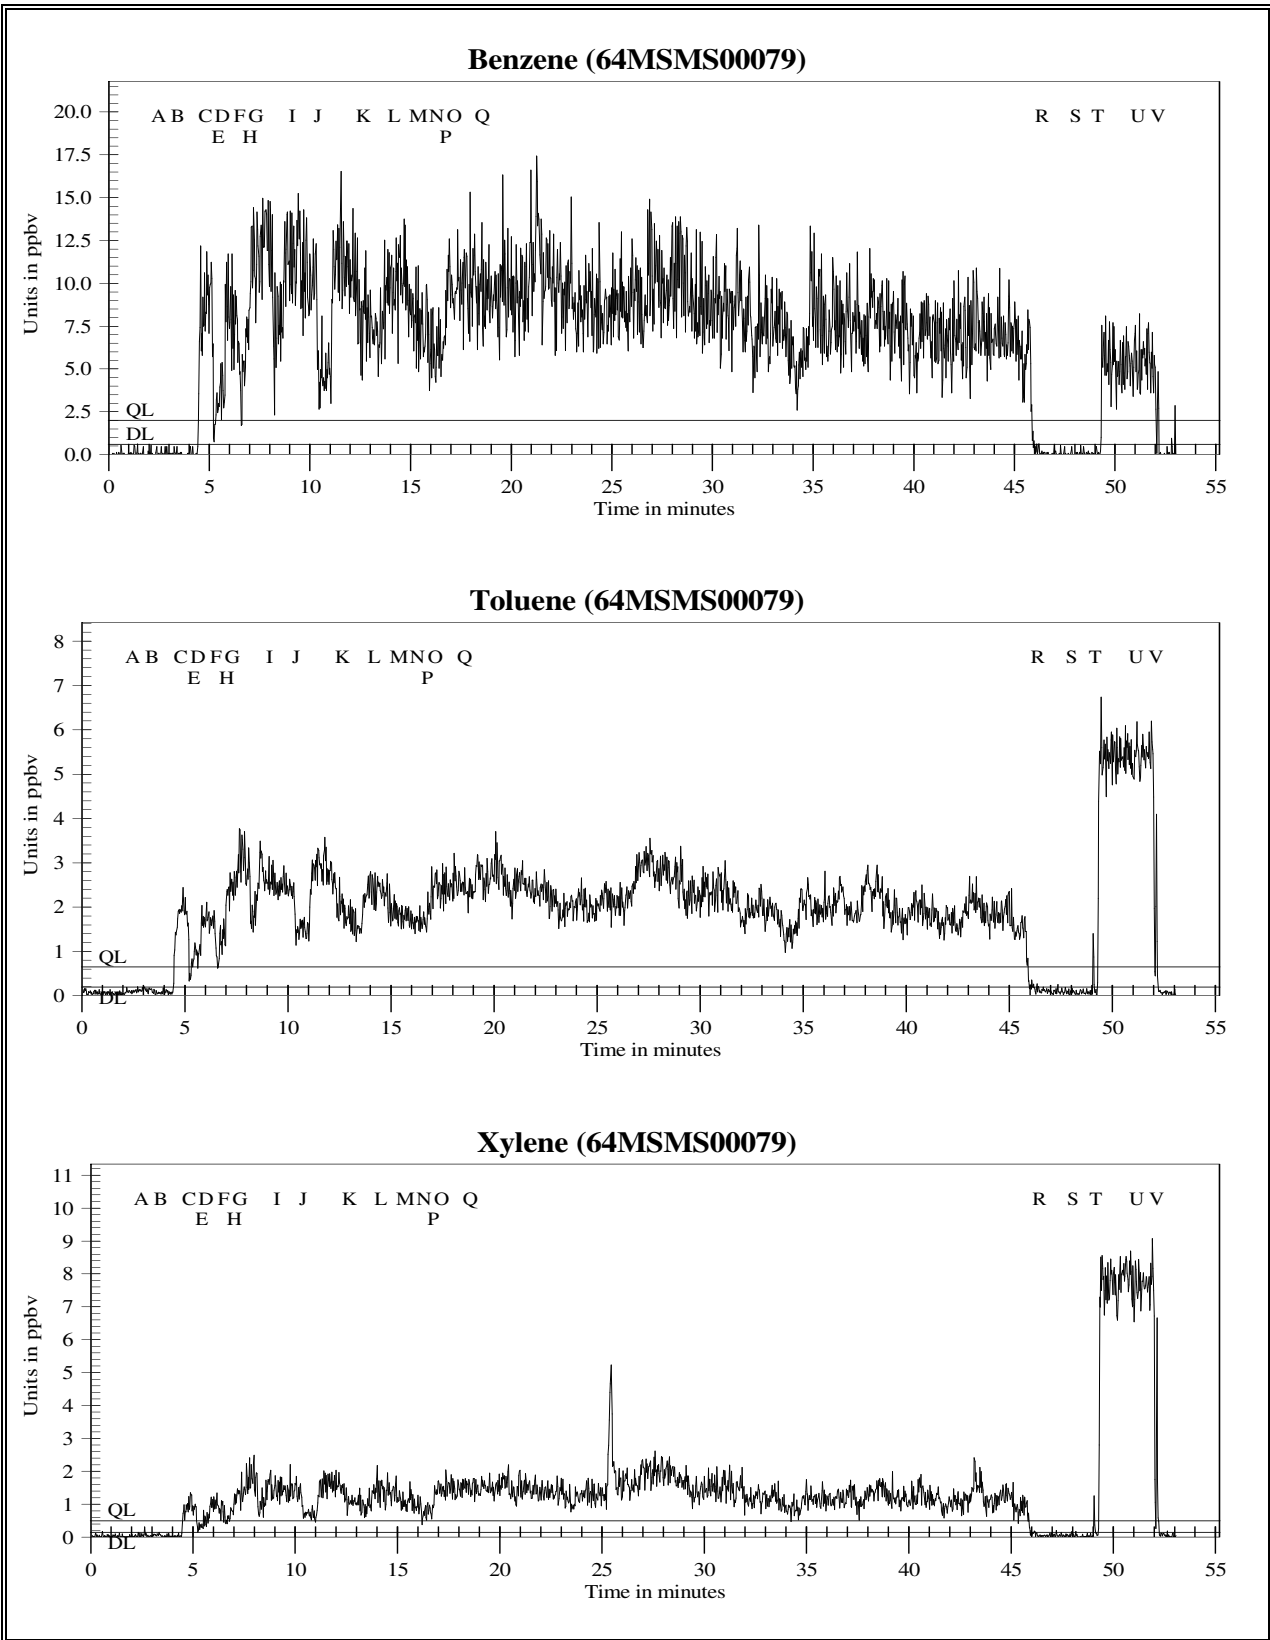 Benzene (64MSMS00079)
A B C D F G I J K L M N O Q R S T U V
E H P
20.0
17.5
15.0
12.5
10.0
7.5
5.0
2.5
0.0
Units in ppbv
QL
DL
0 5 10 15 20 25 30 35 40 45 50 55
Time in minutes
Toluene (64MSMS00079)
A B C D F G I J K L M N O Q R S T U V
E H P
8
7
6
5
4
3
2
1
0
Units in ppbv
QL
DL
0 5 10 15 20 25 30 35 40 45 50 55
Time in minutes
Xylene (64MSMS00079)
A B C D F G I J K L M N O Q R S T U V
E H P
11
10
9
8
7
6
5
4
3
2
1
0
Units in ppbv
QL
DL
0 5 10 15 20 25 30 35 40 45 50 55
Time in minutes